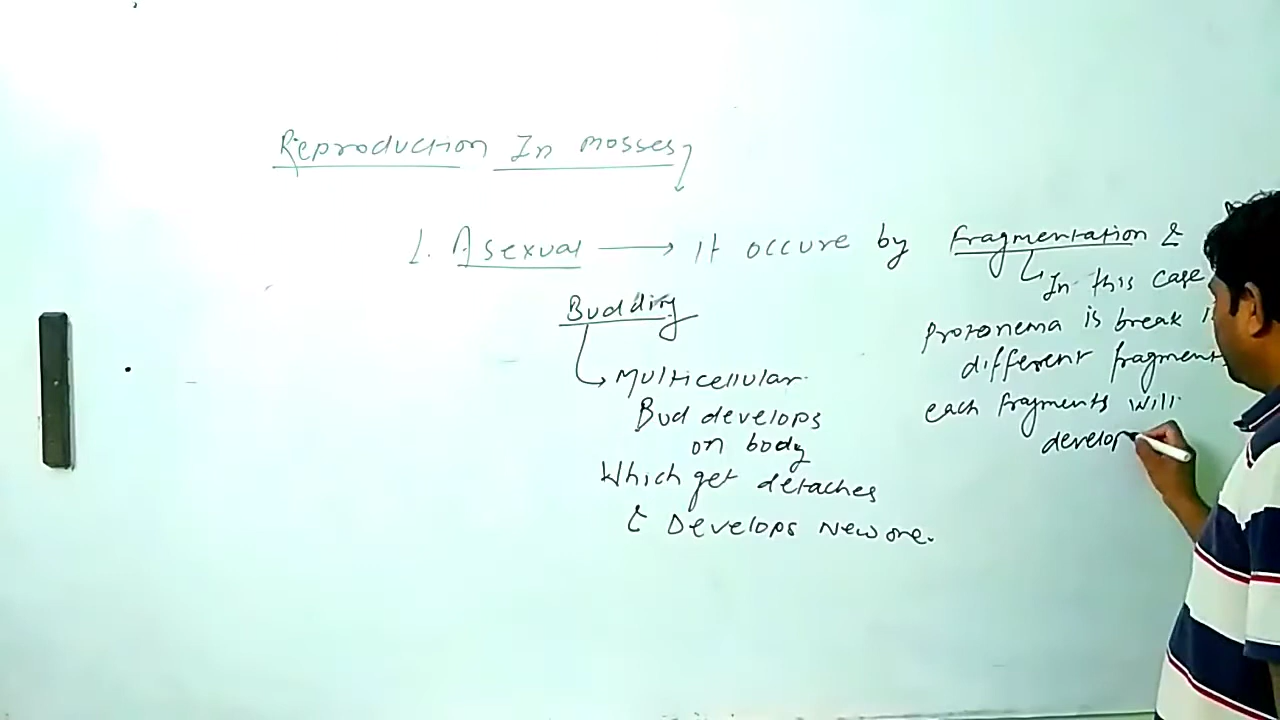 Reproduction In Mosses
1. Asexual → it occure by fragmentation &
In this case
protonema is break
different fragments
each fragments will
develop
Budding
Multicellular.
Bud develops
on body
Which get detaches
& Develops New one.